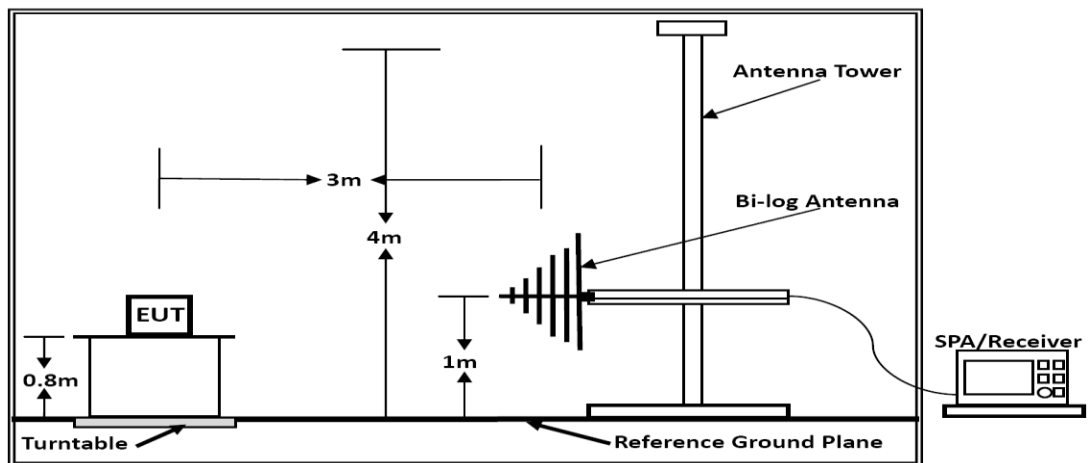 Antenna Tower
3m
Bi-log Antenna
4m
EUT
1m
0.8m
SPA/Receiver
Turntable
Reference Ground Plane